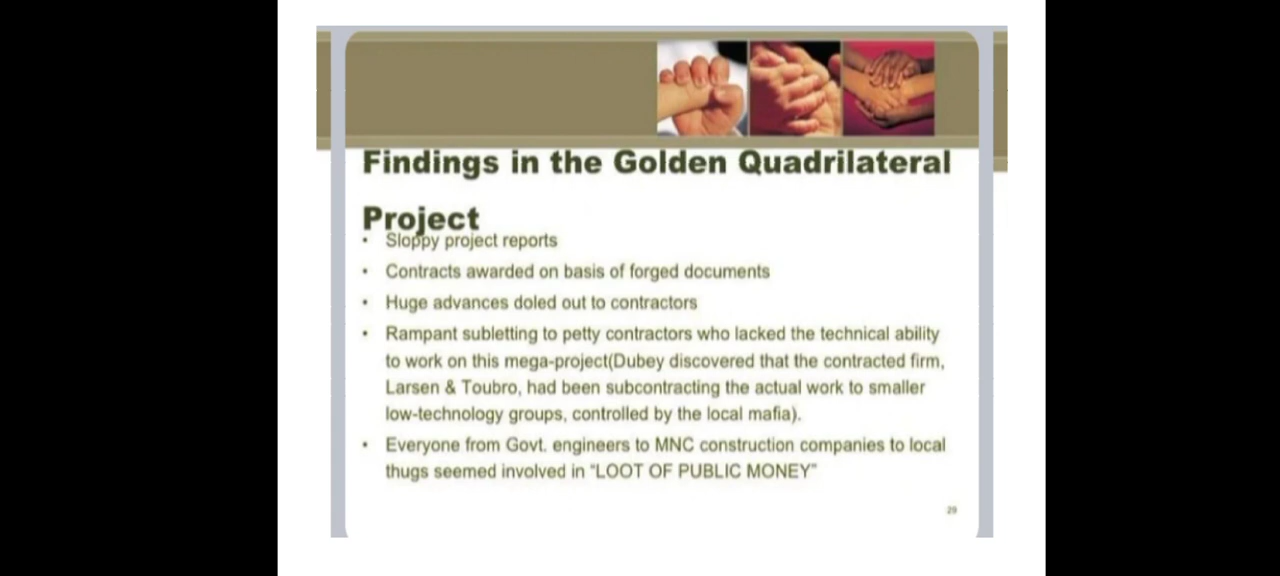 Findings in the Golden Quadrilateral
Project
• Sloppy project reports
• Contracts awarded on basis of forged documents
• Huge advances doled out to contractors
• Rampant subletting to petty contractors who lacked the technical ability
to work on this mega-project(Dubey discovered that the contracted firm,
Larsen & Toubro, had been subcontracting the actual work to smaller
low-technology groups, controlled by the local mafia).
• Everyone from Govt. engineers to MNC construction companies to local
thugs seemed involved in "LOOT OF PUBLIC MONEY"
29